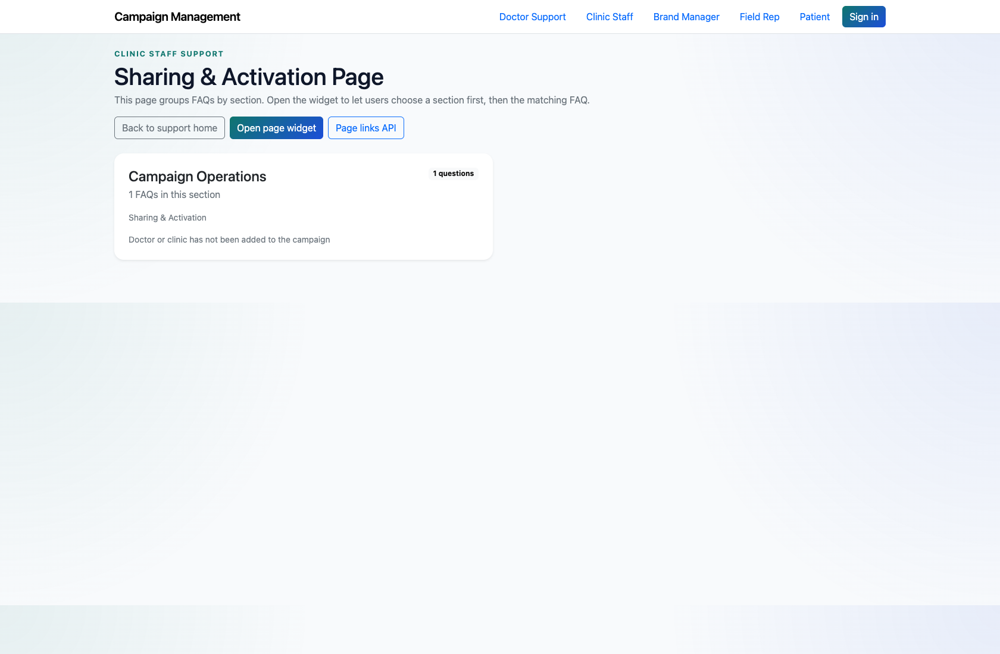 Campaign Management
Doctor Support
Clinic Staff
Brand Manager
Field Rep
Patient
Sign in
CLINIC STAFF SUPPORT
Sharing & Activation Page
This page groups FAQs by section. Open the widget to let users choose a section first, then the matching FAQ.
Back to support home
Open page widget
Page links API
Campaign Operations
1 questions
1 FAQs in this section
Sharing & Activation
Doctor or clinic has not been added to the campaign